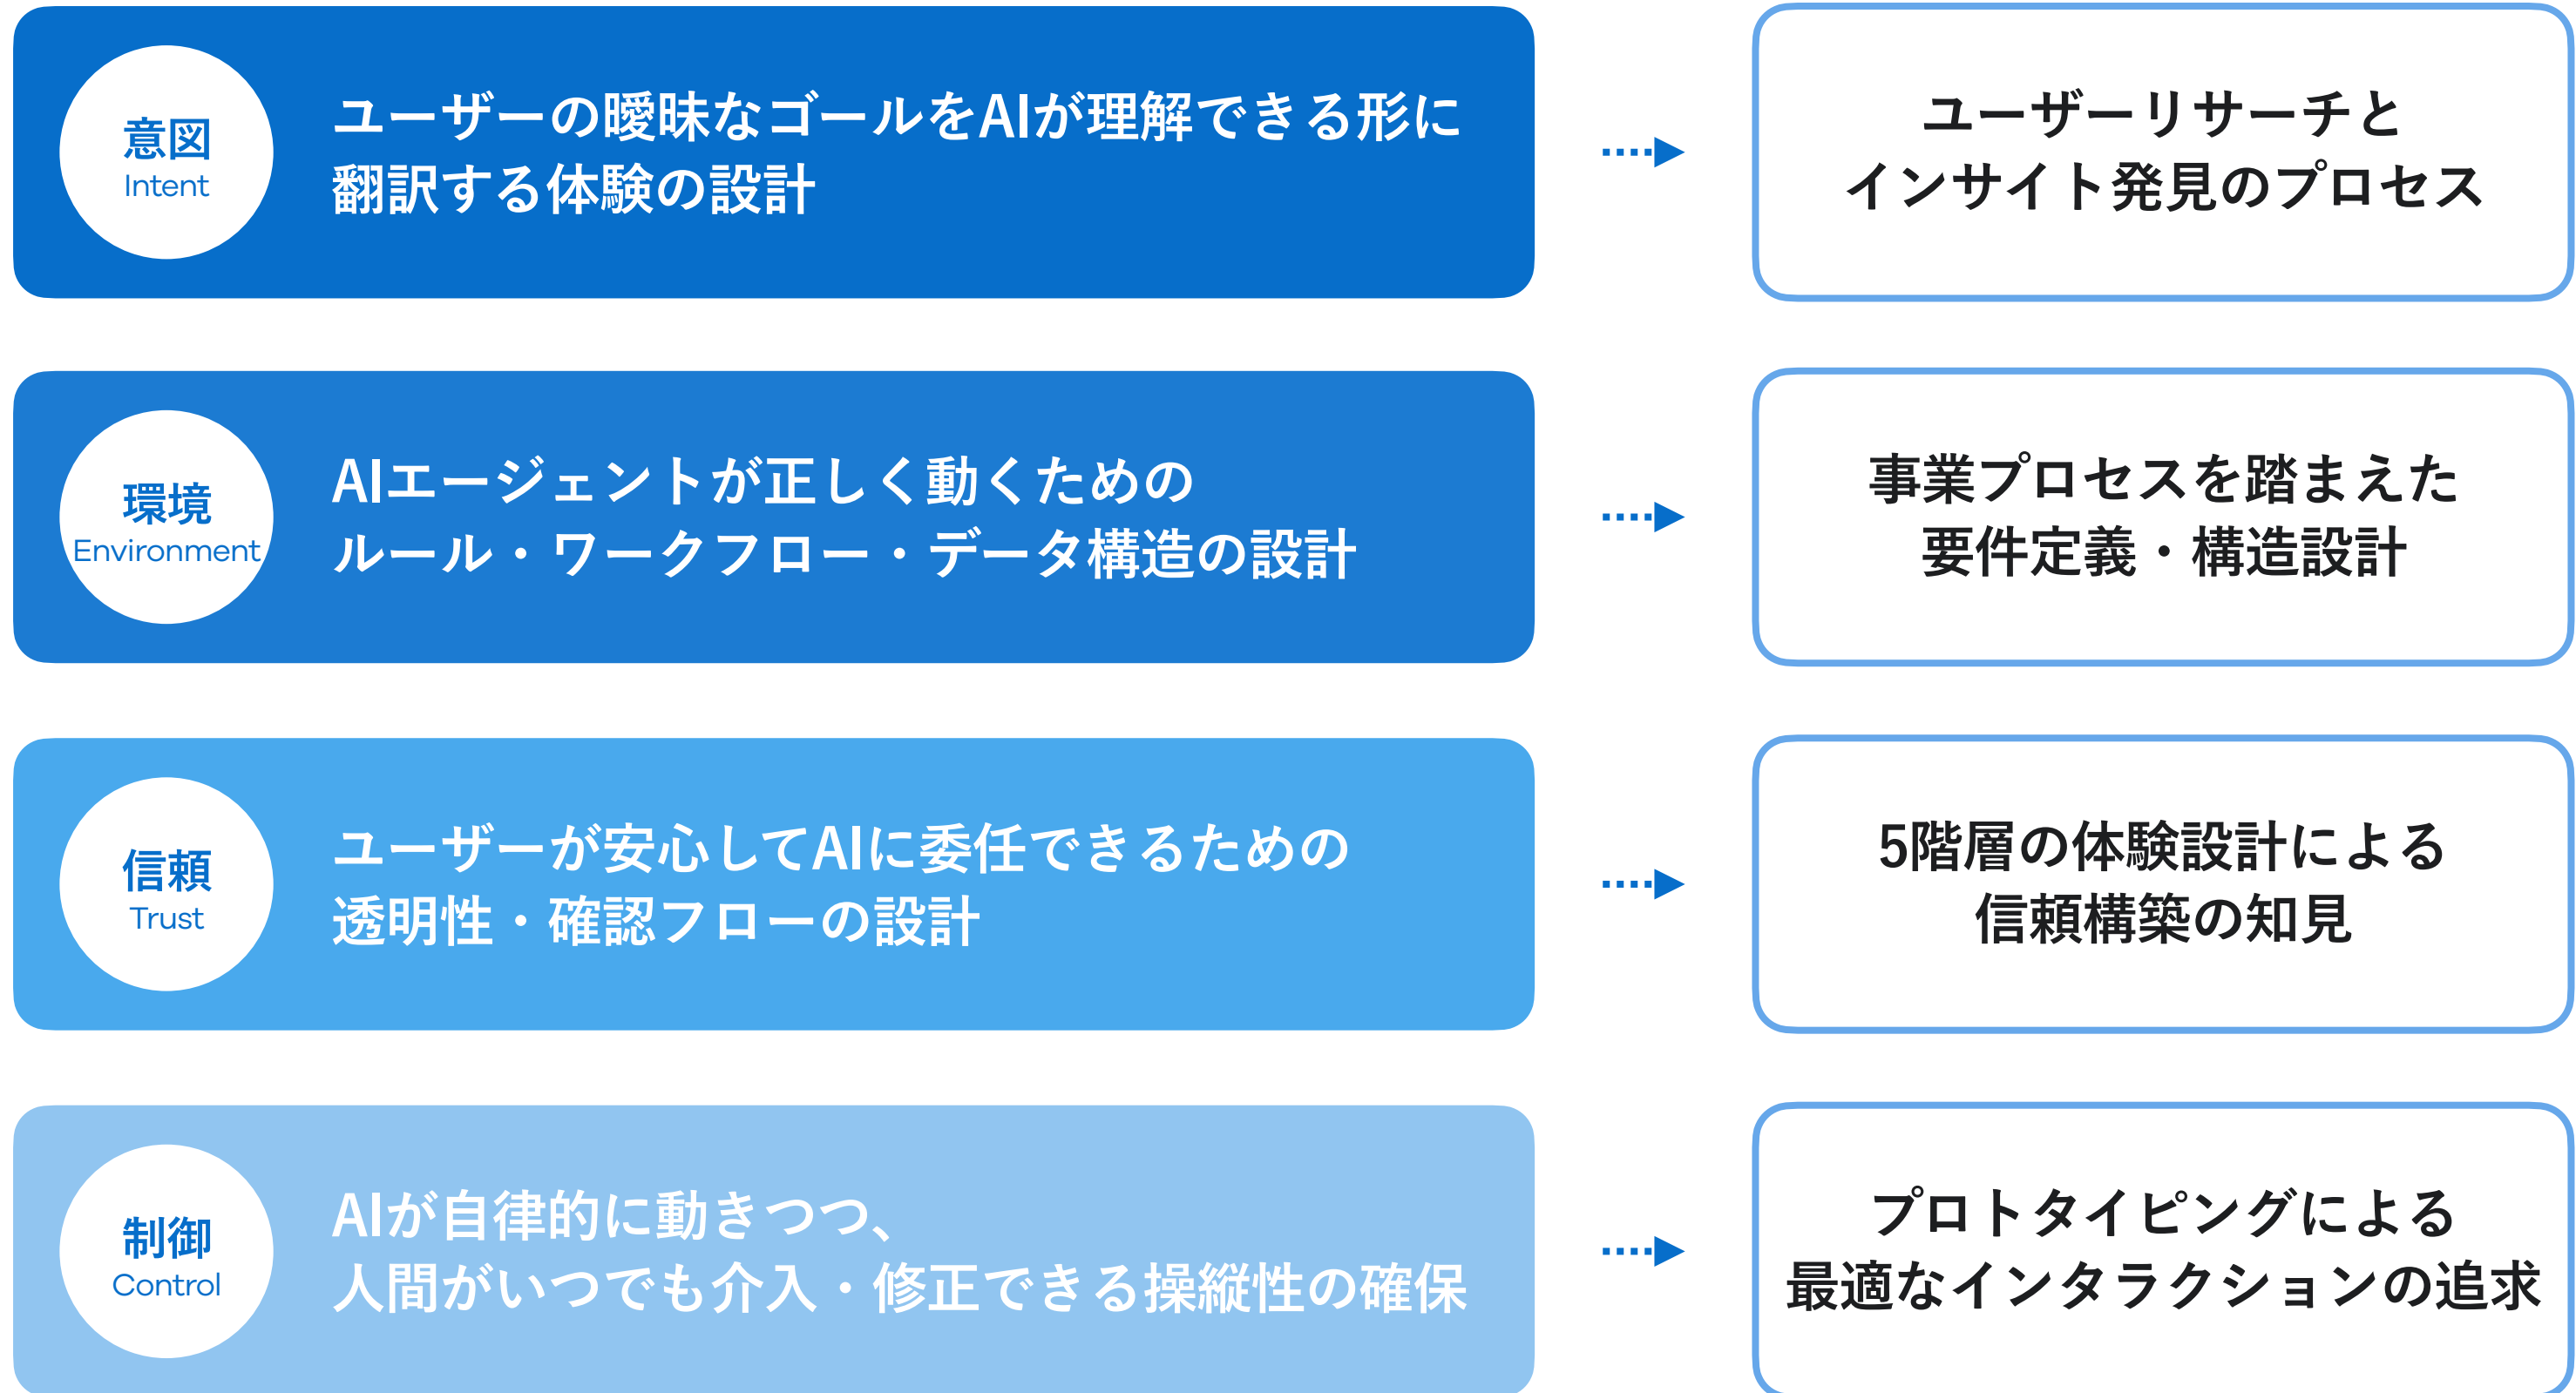 意図
Intent
ユーザーの曖昧なゴールをAIが理解できる形に
翻訳する体験の設計
ユーザーリサーチと
インサイト発見のプロセス
環境
Environment
AIエージェントが正しく動くための
ルール・ワークフロー・データ構造の設計
事業プロセスを踏まえた
要件定義・構造設計
信頼
Trust
ユーザーが安心してAIに委任できるための
透明性・確認フローの設計
5階層の体験設計による
信頼構築の知見
制御
Control
AIが自律的に動きつつ、
人間がいつでも介入・修正できる操縦性の確保
プロトタイピングによる
最適なインタラクションの追求